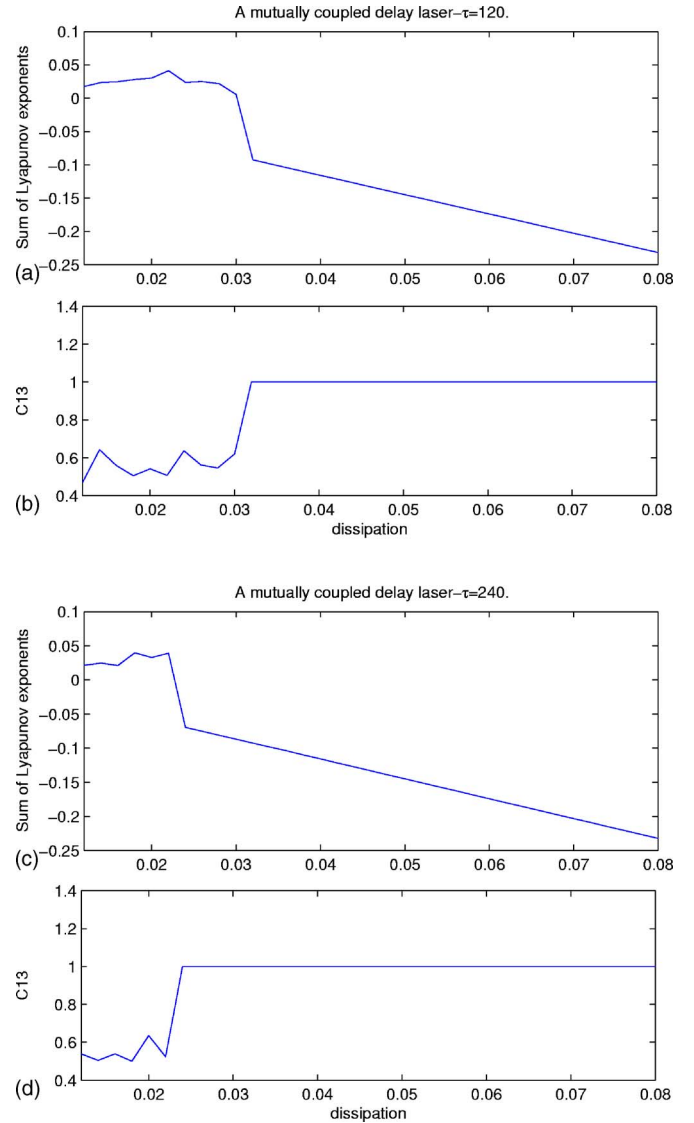 A mutually coupled delay laser–τ=120.
0.1
0.05
0
−0.05
−0.1
−0.15
−0.2
−0.25
Sum of Lyapunov exponents
0.02 0.03 0.04 0.05 0.06 0.07 0.08
(a)
1.4
1.2
1
0.8
0.6
0.4
C13
0.02 0.03 0.04 0.05 0.06 0.07 0.08
(b)
dissipation
A mutually coupled delay laser–τ=240.
0.1
0.05
0
−0.05
−0.1
−0.15
−0.2
−0.25
Sum of Lyapunov exponents
0.02 0.03 0.04 0.05 0.06 0.07 0.08
(c)
1.4
1.2
1
0.8
0.6
0.4
C13
0.02 0.03 0.04 0.05 0.06 0.07 0.08
(d)
dissipation